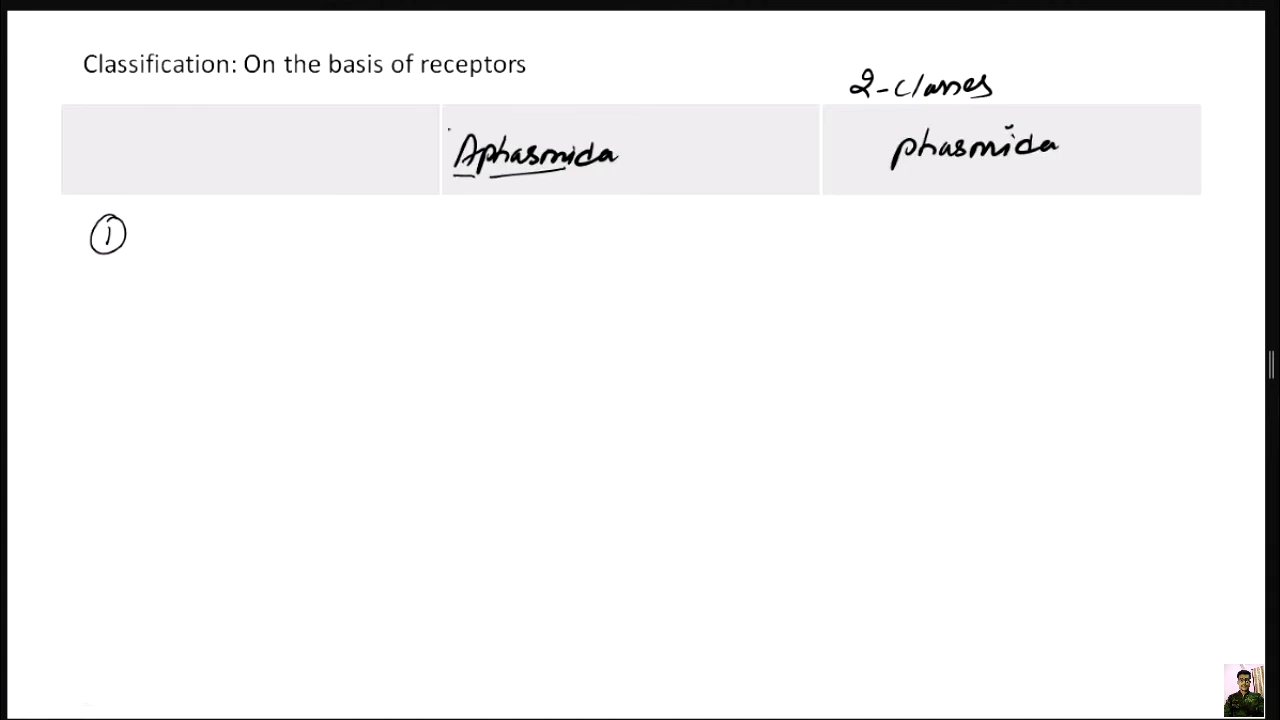 Classification: On the basis of receptors
2-classes
Aphasmida phasmida
1